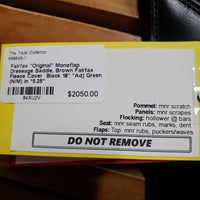 The Tack Collector
Fairfax "Original" Monoflap
Dressage Saddle, Brown Fairfax
Fleece Cover Black 18" *Adj Green
(N/M) in *5.25"
84XU2V
$2050.00
Pommel: mnr scratch
Panels: mnr scrapes
Flocking: hollower @ bars
Seat: mnr seam rubs, marks, dent
Flaps: Top: mnr rubs, puckers/waves
DO NOT REMOVE